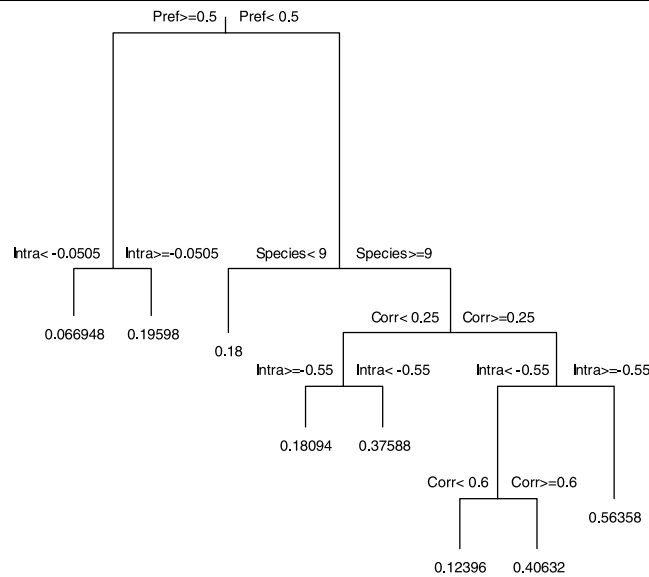 Pref>=0.5 Pref< 0.5
Intra< -0.0505 Intra>=-0.0505 Species< 9 Species>=9
0.066948 0.19598 0.18
Corr< 0.25 Corr>=0.25
Intra>=-0.55 Intra< -0.55 Intra< -0.55 Intra>=-0.55
0.18094 0.37588
Corr< 0.6 Corr>=0.6
0.56358
0.12396 0.40632